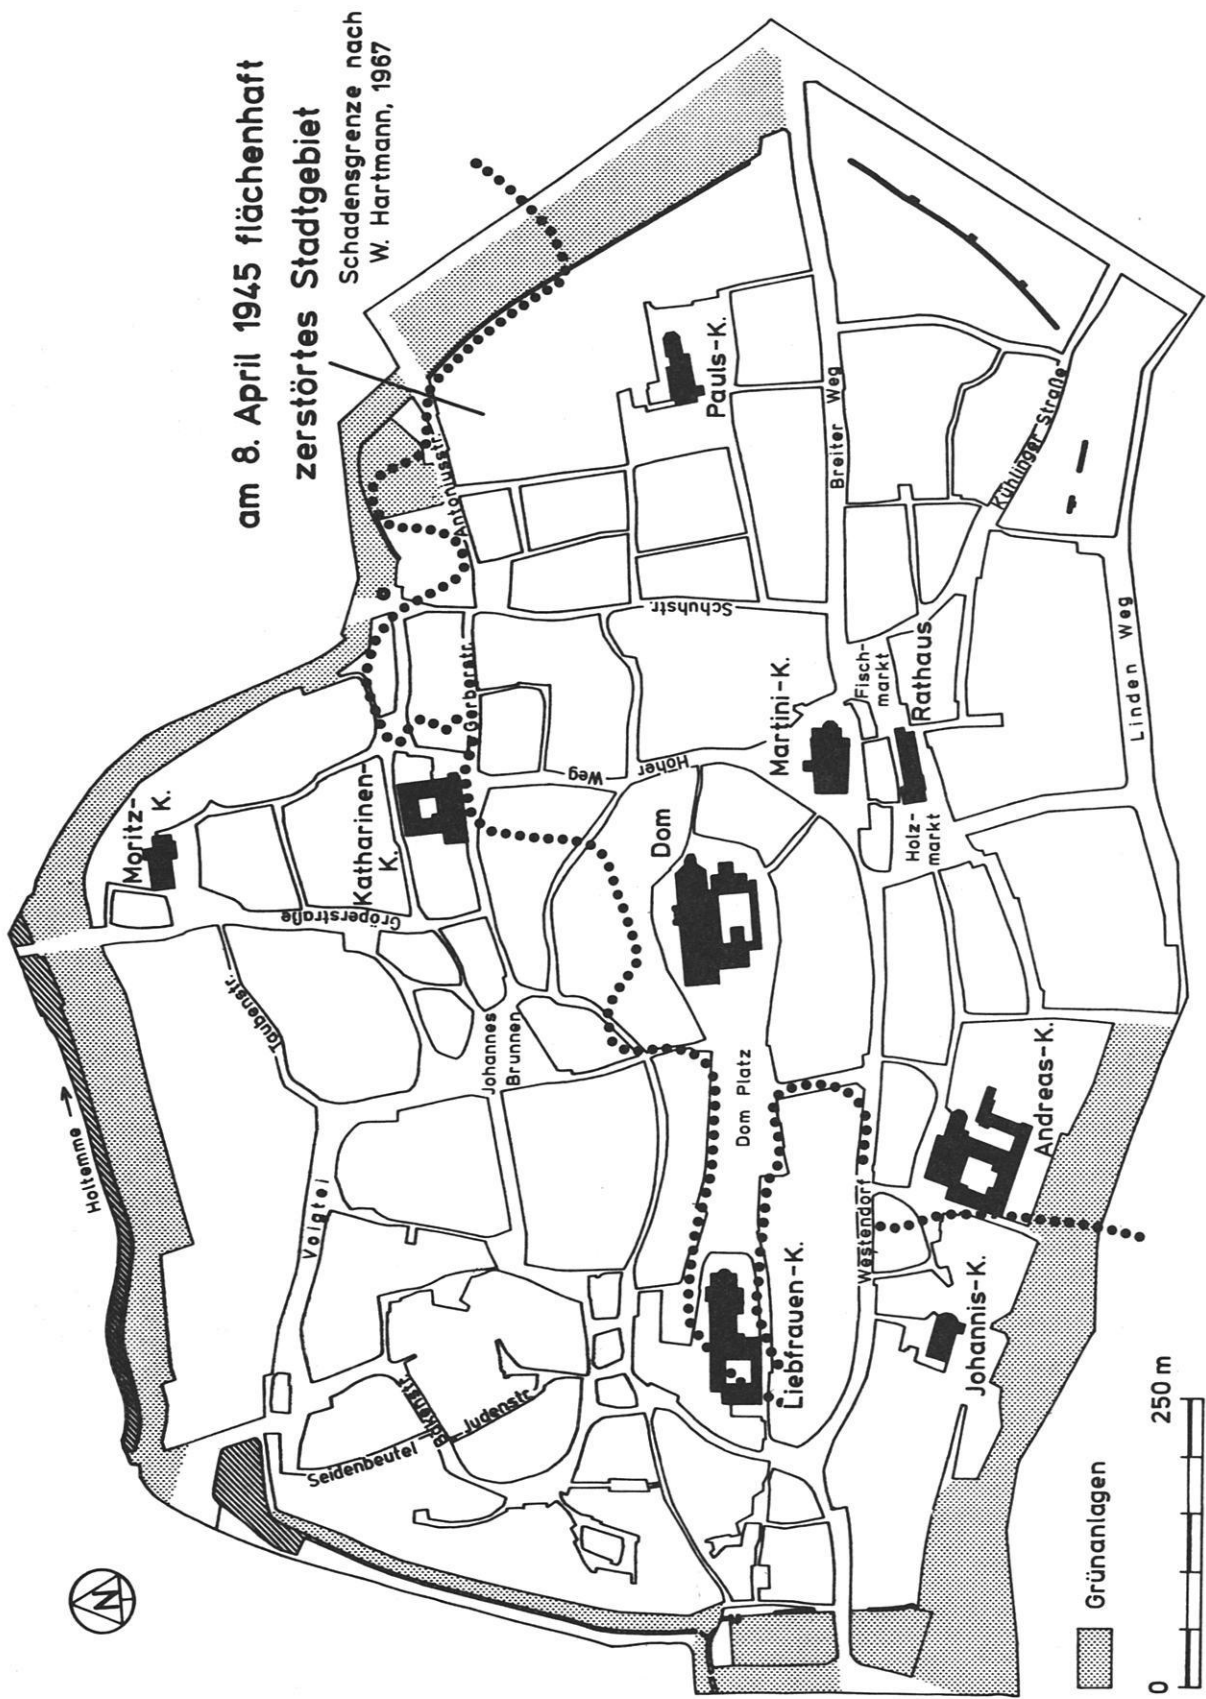 am 8. April 1945 flächenhaft
zerstörtes Stadtgebiet
Schadensgrenze nach
W. Hartmann, 1967
N
Holtemme
Moritz-
K.
Katharinen-
K.
Gröperstraße
Taubenstr.
Voigtei
Johannes
Brunnen
Gerberstr.
Antoniusstr.
Pauls-K.
Breiter Weg
Kühlinger Straße
Schuhstr.
Hoher
Weg
Dom
Martini-K.
Fisch-
markt
Rathaus
Holz-
markt
Linden Weg
Dom Platz
Liebfrauen-K.
Westendorf
Andreas-K.
Johannis-K.
Seidenbeutel
Bakenstr.
Judenstr.
Grünanlagen
0
250 m